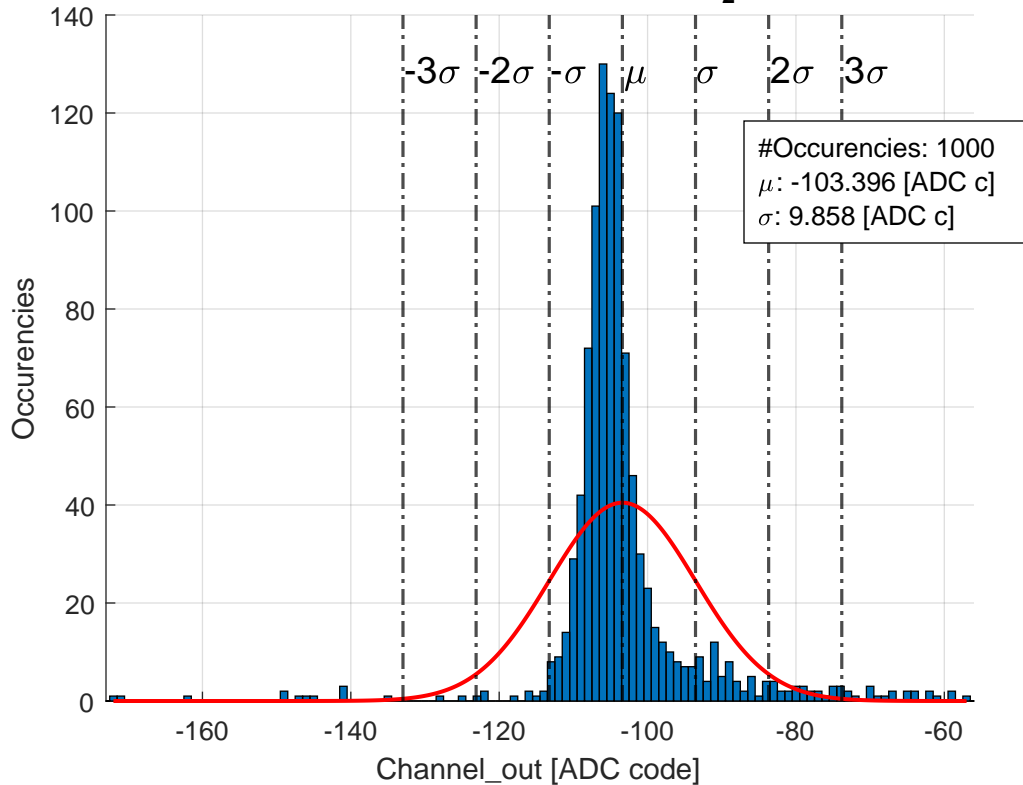 2
140
120
100
80
60
40
20
0
-3σ -2σ -σ μ σ 2σ 3σ
#Occurencies: 1000
μ: -103.396 [ADC c]
σ: 9.858 [ADC c]
Occurencies
-160 -140 -120 -100 -80 -60
Channel_out [ADC code]